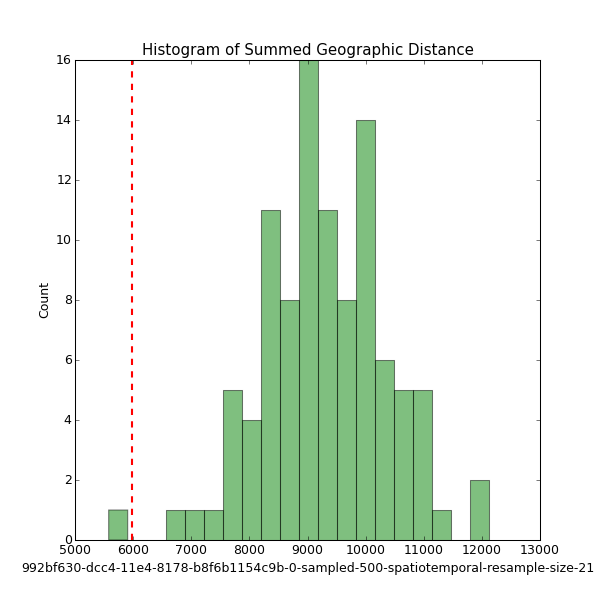 Histogram of Summed Geographic Distance
16
14
12
10
8
6
4
2
0
Count
5000 6000 7000 8000 9000 10000 11000 12000 13000
992bf630-dcc4-11e4-8178-b8f6b1154c9b-0-sampled-500-spatiotemporal-resample-size-21